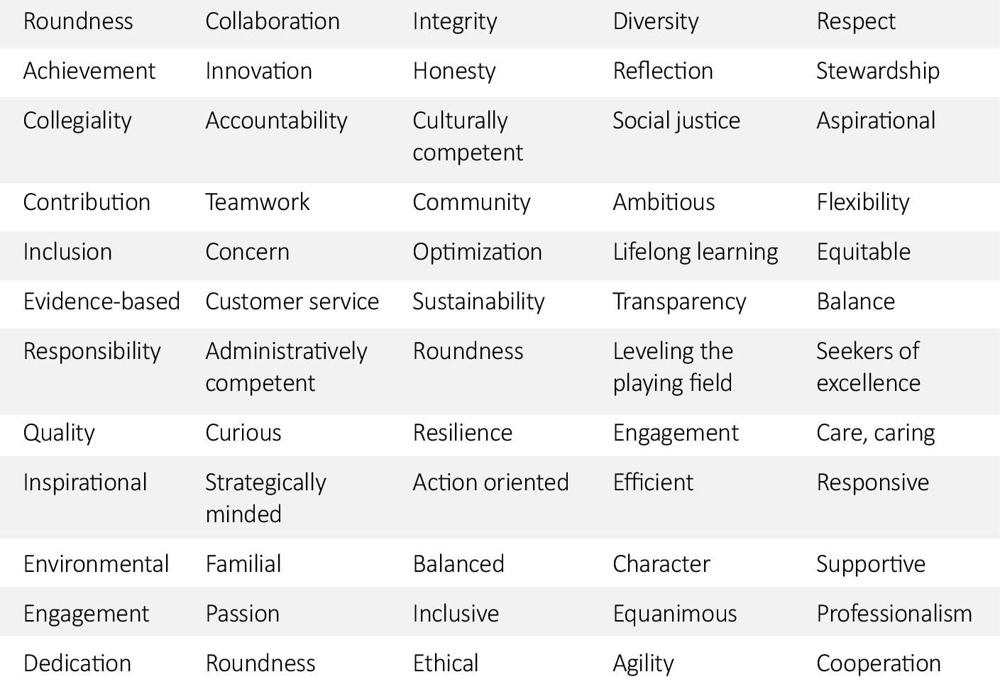 Roundness Collaboration Integrity Diversity Respect
Achievement Innovation Honesty Reflection Stewardship
Collegiality Accountability Culturally Social justice Aspirational
competent
Contribution Teamwork Community Ambitious Flexibility
Inclusion Concern Optimization Lifelong learning Equitable
Evidence-based Customer service Sustainability Transparency Balance
Responsibility Administratively Roundness Leveling the Seekers of
competent playing field excellence
Quality Curious Resilience Engagement Care, caring
Inspirational Strategically Action oriented Efficient Responsive
minded
Environmental Familial Balanced Character Supportive
Engagement Passion Inclusive Equanimous Professionalism
Dedication Roundness Ethical Agility Cooperation